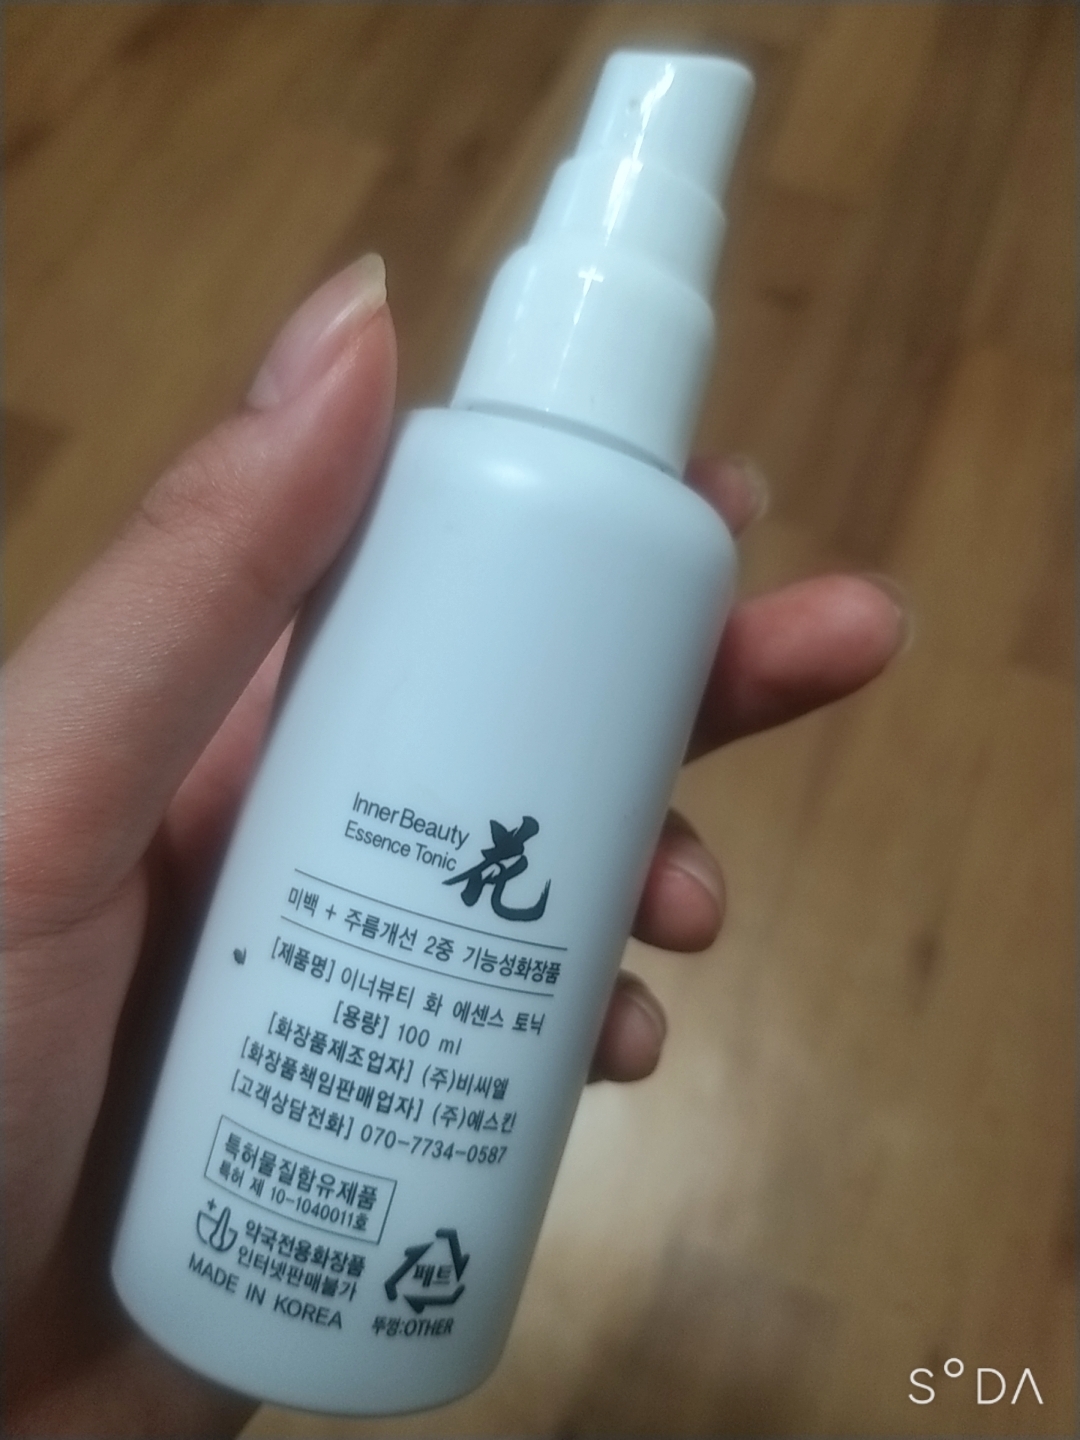 Inner Beauty
Essence Tonic
花
미백 + 주름개선 2중 기능성화장품
[제품명] 이너뷰티 화 에센스 토닉
[용량] 100 ml
[화장품제조업자] (주)비씨엘
[화장품책임판매업자] (주)에스킨
[고객상담전화] 070-7734-0587
특허물질함유제품
특허 제 10-1040011호
약국전용화장품
인터넷판매불가
MADE IN KOREA
페트
뚜껑:OTHER
SODA